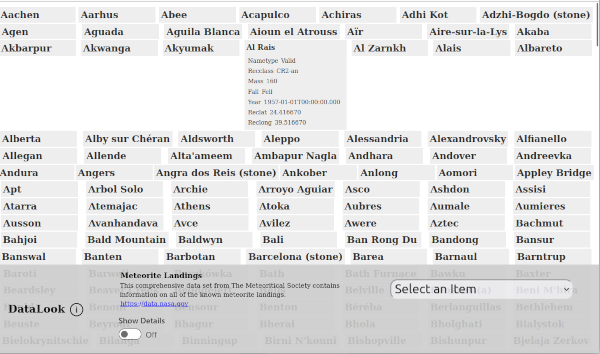 Aachen Aarhus Abee Acapulco Achiras Adhi Kot Adzhi-Bogdo (stone)
Agen Aguada Aguila Blanca Aioun el Atrouss Aïr Aire-sur-la-Lys Akaba
Akbarpur Akwanga Akyumak Al Rais Al Zarnkh Alais Albareto
Nametype Valid
Recclass CR2-an
Mass 160
Fall Fell
Year 1957-01-01T00:00:00.000
Reclat 24.416670
Reclong 39.516670
Alberta Alby sur Chéran Aldsworth Aleppo Alessandria Alexandrovsky Alfianello
Allegan Allende Alta'ameem Ambapur Nagla Andhara Andover Andreevka
Andura Angers Angra dos Reis (stone) Ankober Anlong Aomori Appley Bridge
Apt Arbol Solo Archie Arroyo Aguiar Asco Ashdon Assisi
Atarra Atemajac Athens Atoka Aubres Aumale Aumieres
Ausson Avanhandava Avce Avilez Awere Aztec Bachmut
Bahjoi Bald Mountain Baldwyn Bali Ban Rong Du Bandong Bansur
Banswal Banten Barbotan Barcelona (stone) Barea Barnaul Barntrup
Baroti Bath Bath Furnace Bawku Baxter
Beardsley Belville
Benton Béréba Berlanguillas Bethlehem
Beuste Bhagur Bherai Bhola Bholghati Bialystok
Bielokrynitschie Binningup Birni N'konni Bishopville Bishunpur Bjelaja Zerkov
DataLook
Meteorite Landings
This comprehensive data set from The Meteoritical Society contains
information on all of the known meteorite landings.
https://data.nasa.gov
Show Details
Off
Select an Item